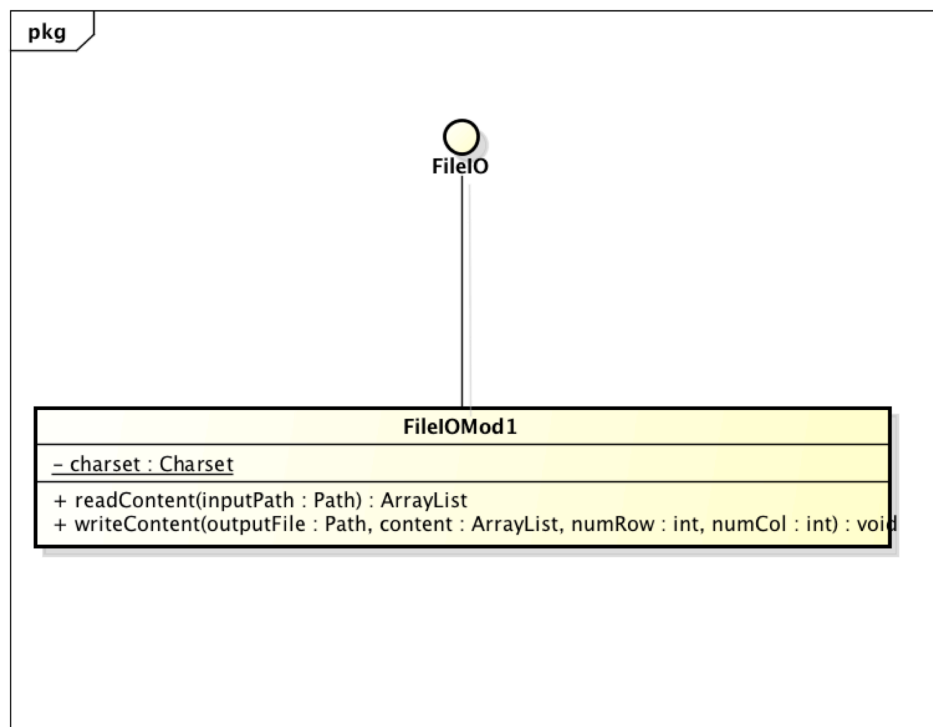 pkg
FileIO
FileIOMod1
- charset : Charset
+ readContent(inputPath : Path) : ArrayList
+ writeContent(outputFile : Path, content : ArrayList, numRow : int, numCol : int) : void